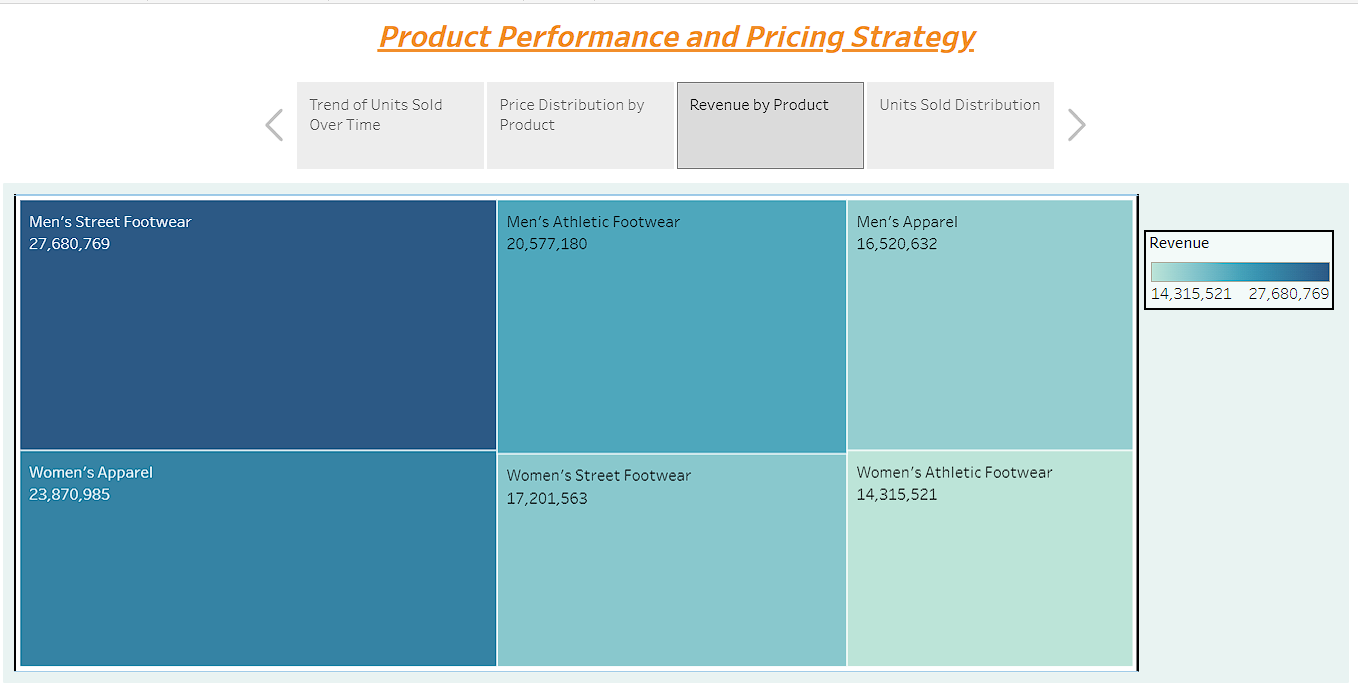 Product Performance and Pricing Strategy
Trend of Units Sold
Over Time
Price Distribution by
Product
Revenue by Product
Units Sold Distribution
Men’s Street Footwear
27,680,769
Men’s Athletic Footwear
20,577,180
Men’s Apparel
16,520,632
Women’s Apparel
23,870,985
Women’s Street Footwear
17,201,563
Women’s Athletic Footwear
14,315,521
Revenue
14,315,521 27,680,769